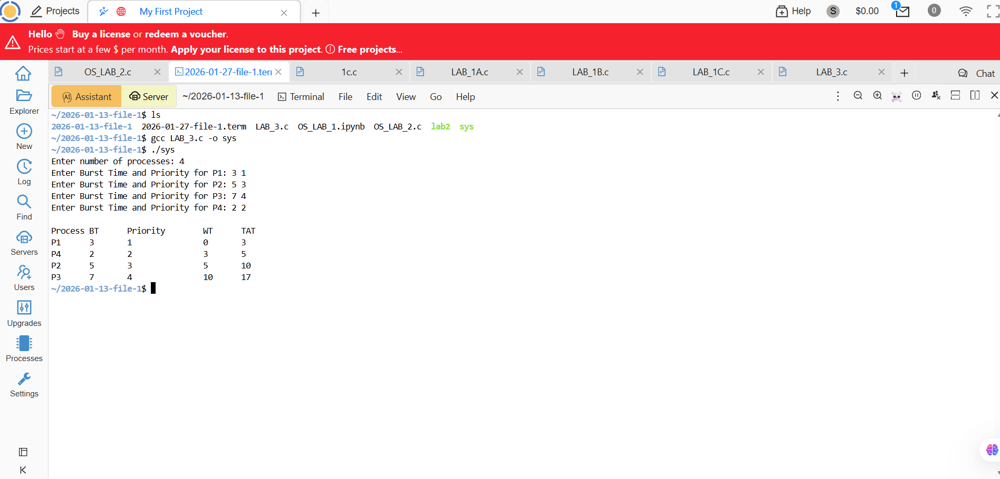 Projects My First Project Help S $0.00 1 0
Hello Buy a license or redeem a voucher.
Prices start at a few $ per month. Apply your license to this project. Free projects...
OS_LAB_2.c 2026-01-27-file-1.teri 1c.c LAB_1A.c LAB_1B.c LAB_1C.c LAB_3.c Chat
Assistant Server ~/2026-01-13-file-1 Terminal File Edit View Go Help
Explorer
New
Log
Find
Servers
Users
Upgrades
Processes
Settings
~/2026-01-13-file-1$ ls
2026-01-13-file-1 2026-01-27-file-1.term LAB_3.c OS_LAB_1.ipynb OS_LAB_2.c lab2 sys
~/2026-01-13-file-1$ gcc LAB_3.c -o sys
~/2026-01-13-file-1$ ./sys
Enter number of processes: 4
Enter Burst Time and Priority for P1: 3 1
Enter Burst Time and Priority for P2: 5 3
Enter Burst Time and Priority for P3: 7 4
Enter Burst Time and Priority for P4: 2 2
Process BT Priority WT TAT
P1 3 1 0 3
P4 2 2 3 5
P2 5 3 5 10
P3 7 4 10 17
~/2026-01-13-file-1$